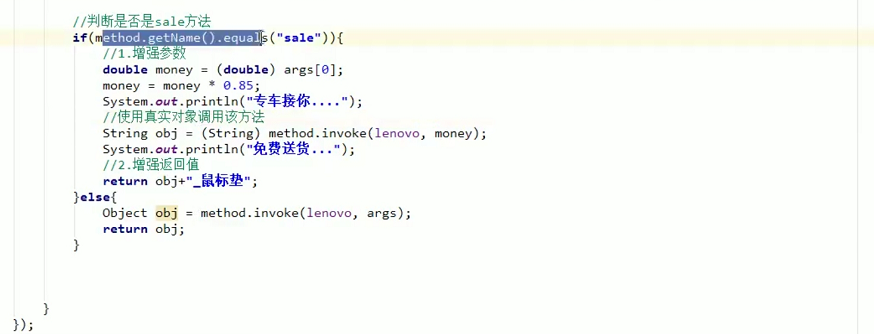 //判断是否是sale方法
if(method.getName().equals("sale")){
//1.增强参数
double money = (double) args[0];
money = money * 0.85;
System.out.println("专车接你....");
//使用真实对象调用该方法
String obj = (String) method.invoke(lenovo, money);
System.out.println("免费送货...");
//2.增强返回值
return obj+"_鼠标垫";
}else{
Object obj = method.invoke(lenovo, args);
return obj;
}
}
});